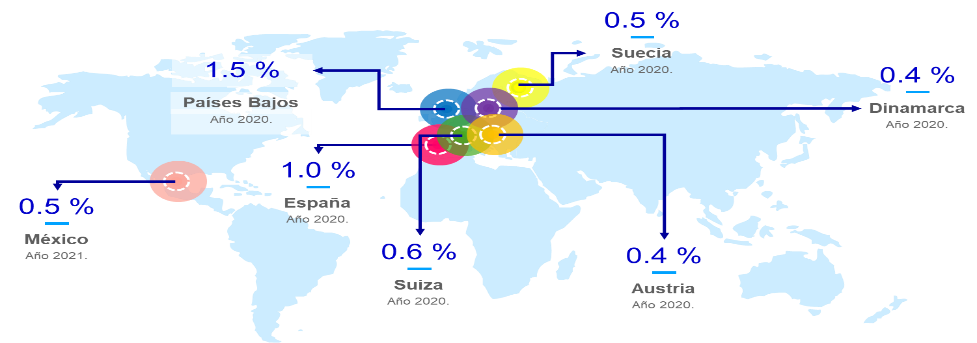 0.5 %
Suecia
Año 2020.
1.5 %
Países Bajos
Año 2020.
0.4 %
Dinamarca
Año 2020.
1.0 %
España
Año 2020.
0.5 %
México
Año 2021.
0.6 %
Suiza
Año 2020.
0.4 %
Austria
Año 2020.